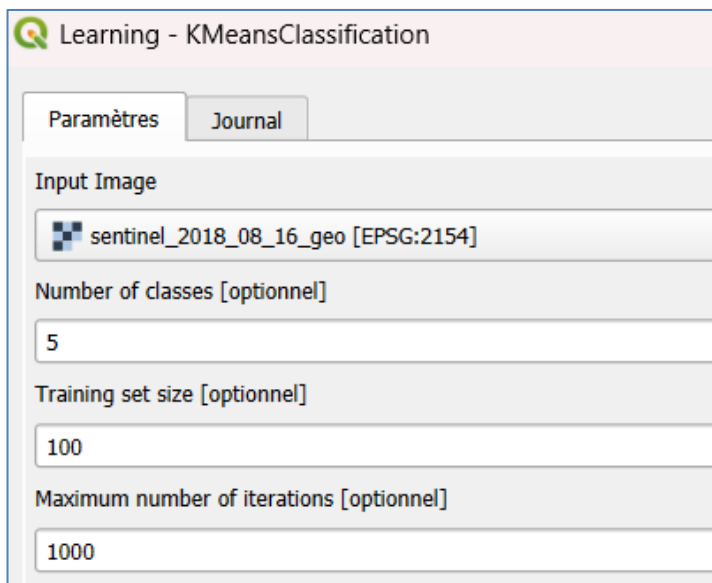 Learning - KMeansClassification
Paramètres Journal
Input Image
sentinel_2018_08_16_geo [EPSG:2154]
Number of classes [optionnel]
5
Training set size [optionnel]
100
Maximum number of iterations [optionnel]
1000